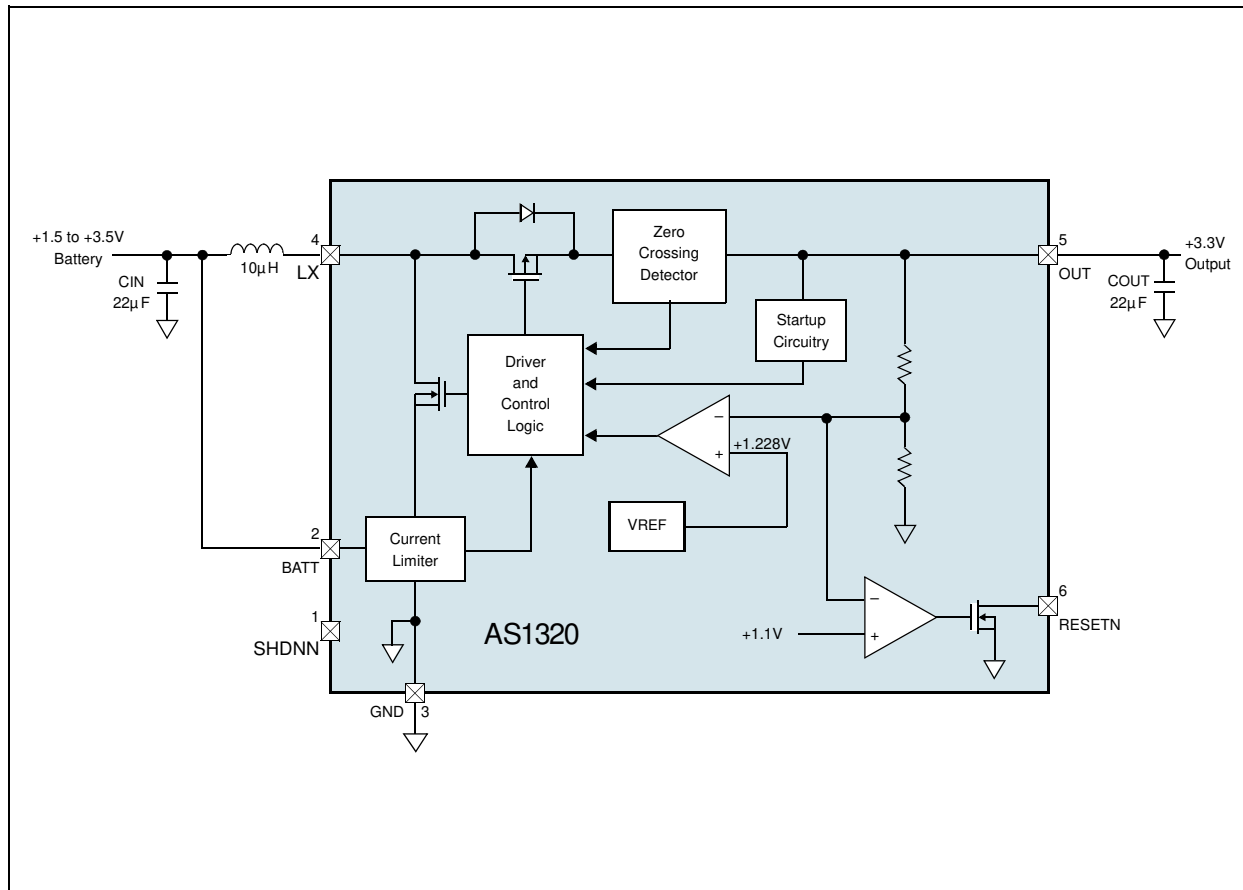 +1.5 to +3.5V
Battery
CIN
22µF
10µH
4
LX
Zero
Crossing
Detector
5
OUT
+3.3V
Output
COUT
22µF
Startup
Circuitry
Driver
and
Control
Logic
–
+
+1.228V
VREF
2
BATT
Current
Limiter
1
SHDNN
AS1320
+1.1V
–
+
6
RESETN
GND
3